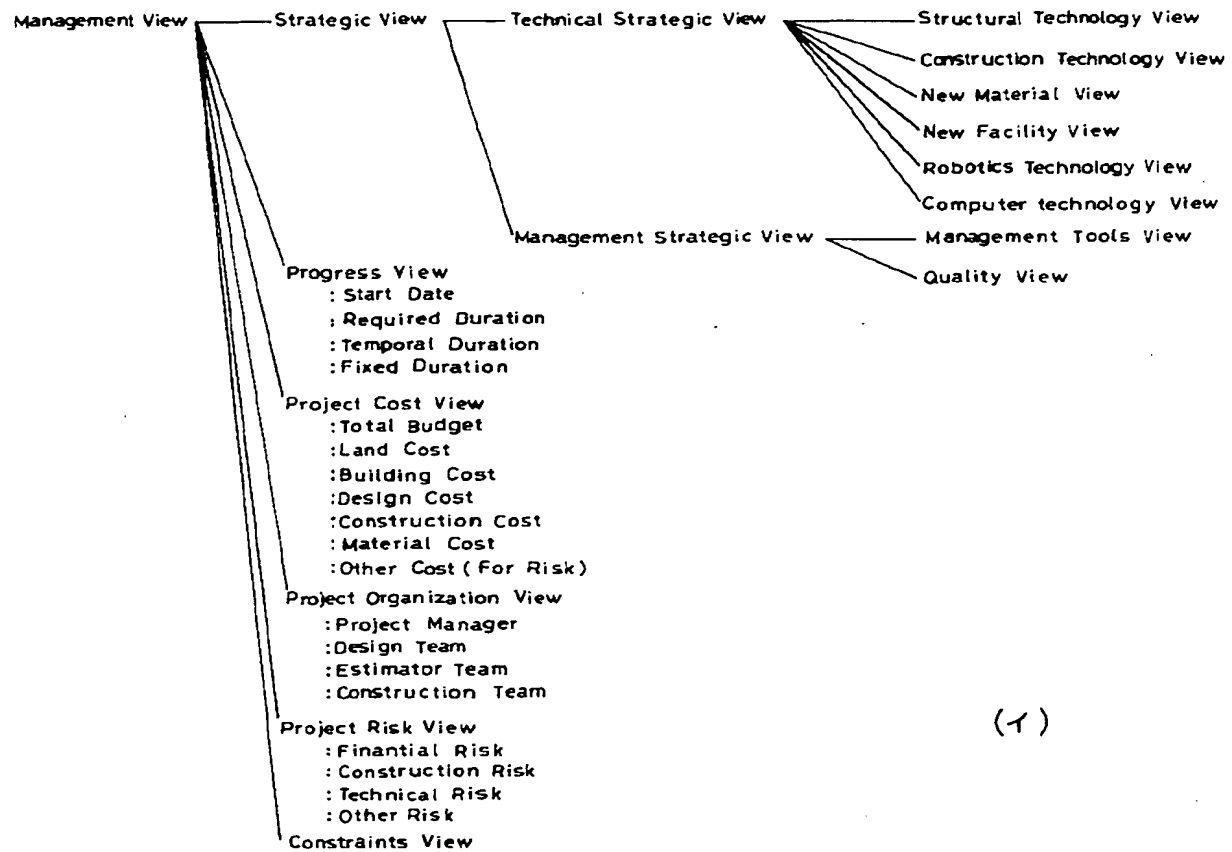 Management View
Strategic View
Technical Strategic View
Structural Technology View
Construction Technology View
New Material View
New Facility View
Robotics Technology View
Computer technology View
Management Strategic View
Management Tools View
Quality View
Progress View
: Start Date
: Required Duration
: Temporal Duration
: Fixed Duration
Project Cost View
: Total Budget
: Land Cost
: Building Cost
: Design Cost
: Construction Cost
: Material Cost
: Other Cost ( For Risk )
Project Organization View
: Project Manager
: Design Team
: Estimator Team
: Construction Team
Project Risk View
: Finantial Risk
: Construction Risk
: Technical Risk
: Other Risk
Constraints View
(イ)